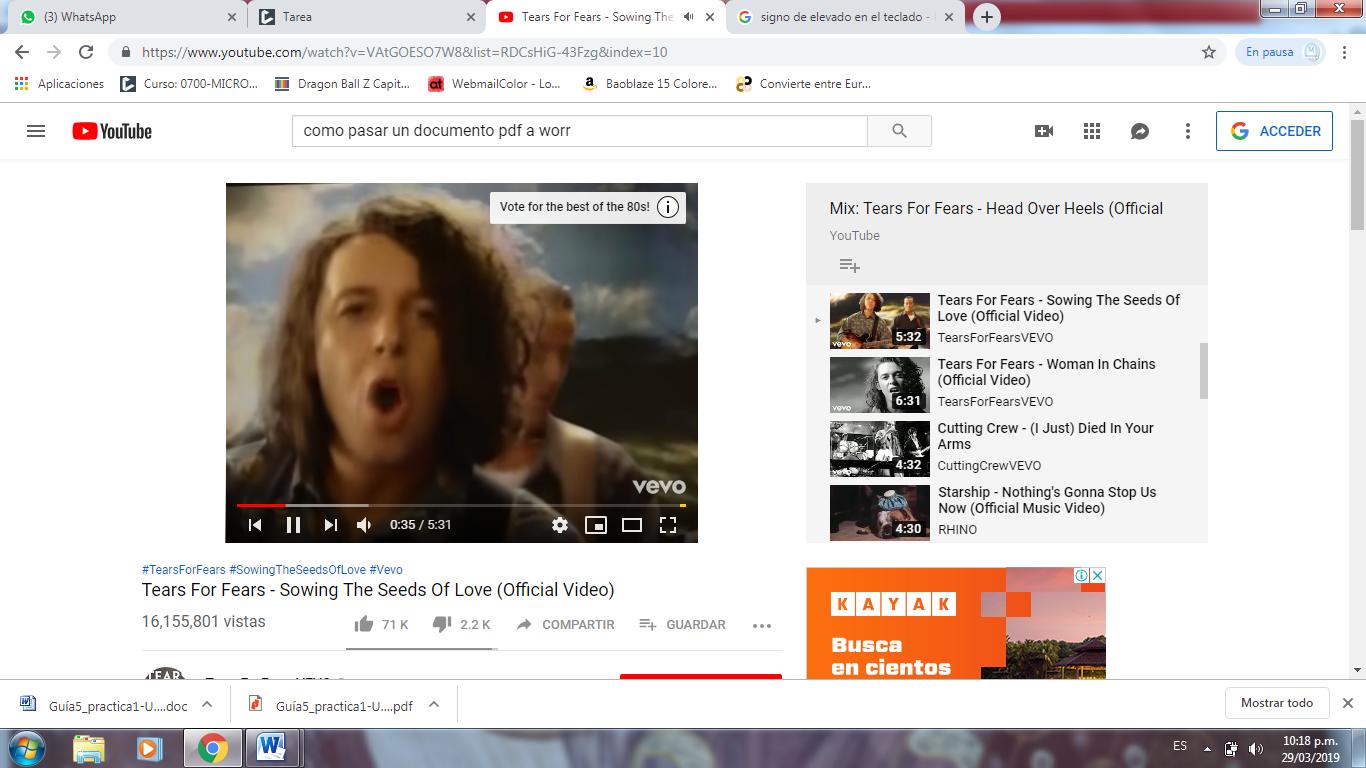 (3) WhatsApp
Tarea
Tears For Fears - Sowing The
signo de elevado en el teclado -
https://www.youtube.com/watch?v=VAtGOESO7W8&list=RDCsHiG-43Fzg&index=10
En pausa
Aplicaciones
Curso: 0700-MICRO...
Dragon Ball Z Capit...
WebmailColor - Lo...
Baoblaze 15 Colore...
Convierte entre Eur...
YouTube
como pasar un documento pdf a worr
ACCEDER
Vote for the best of the 80s!
vevo
0:35 / 5:31
Mix: Tears For Fears - Head Over Heels (Official
YouTube
Tears For Fears - Sowing The Seeds Of
Love (Official Video)
TearsForFearsVEVO
5:32
vevo
Tears For Fears - Woman In Chains
(Official Video)
TearsForFearsVEVO
6:31
vevo
Cutting Crew - (I Just) Died In Your
Arms
CuttingCrewVEVO
4:32
Starship - Nothing's Gonna Stop Us
Now (Official Music Video)
RHINO
4:30
#TearsForFears #SowingTheSeedsOfLove #Vevo
Tears For Fears - Sowing The Seeds Of Love (Official Video)
16,155,801 vistas
71 K
2.2 K
COMPARTIR
GUARDAR
KAYAK
Busca
en cientos
Guía5_practica1-U....doc
Guía5_practica1-U....pdf
Mostrar todo
ES
10:18 p.m.
29/03/2019